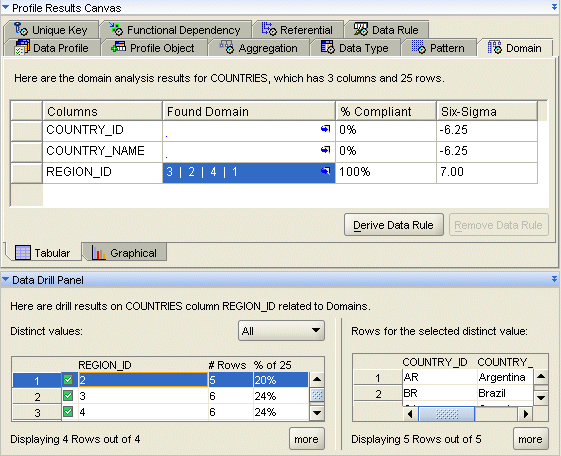 Profile Results Canvas
Unique Key Functional Dependency Referential Data Rule
Data Profile Profile Object Aggregation Data Type Pattern Domain
Here are the domain analysis results for COUNTRIES, which has 3 columns and 25 rows.
Columns Found Domain % Compliant Six-Sigma
COUNTRY_ID . 0% -6.25
COUNTRY_NAME . 0% -6.25
REGION_ID 3 | 2 | 4 | 1 100% 7.00
Derive Data Rule Remove Data Rule
Tabular Graphical
Data Drill Panel
Here are drill results on COUNTRIES column REGION_ID related to Domains.
Distinct values: All Rows for the selected distinct value:
REGION_ID # Rows % of 25
1 2 5 20%
2 3 6 24%
3 4 6 24%
COUNTRY_ID COUNTRY_
1 AR Argentina
2 BR Brazil
Displaying 4 Rows out of 4 more
Displaying 5 Rows out of 5 more